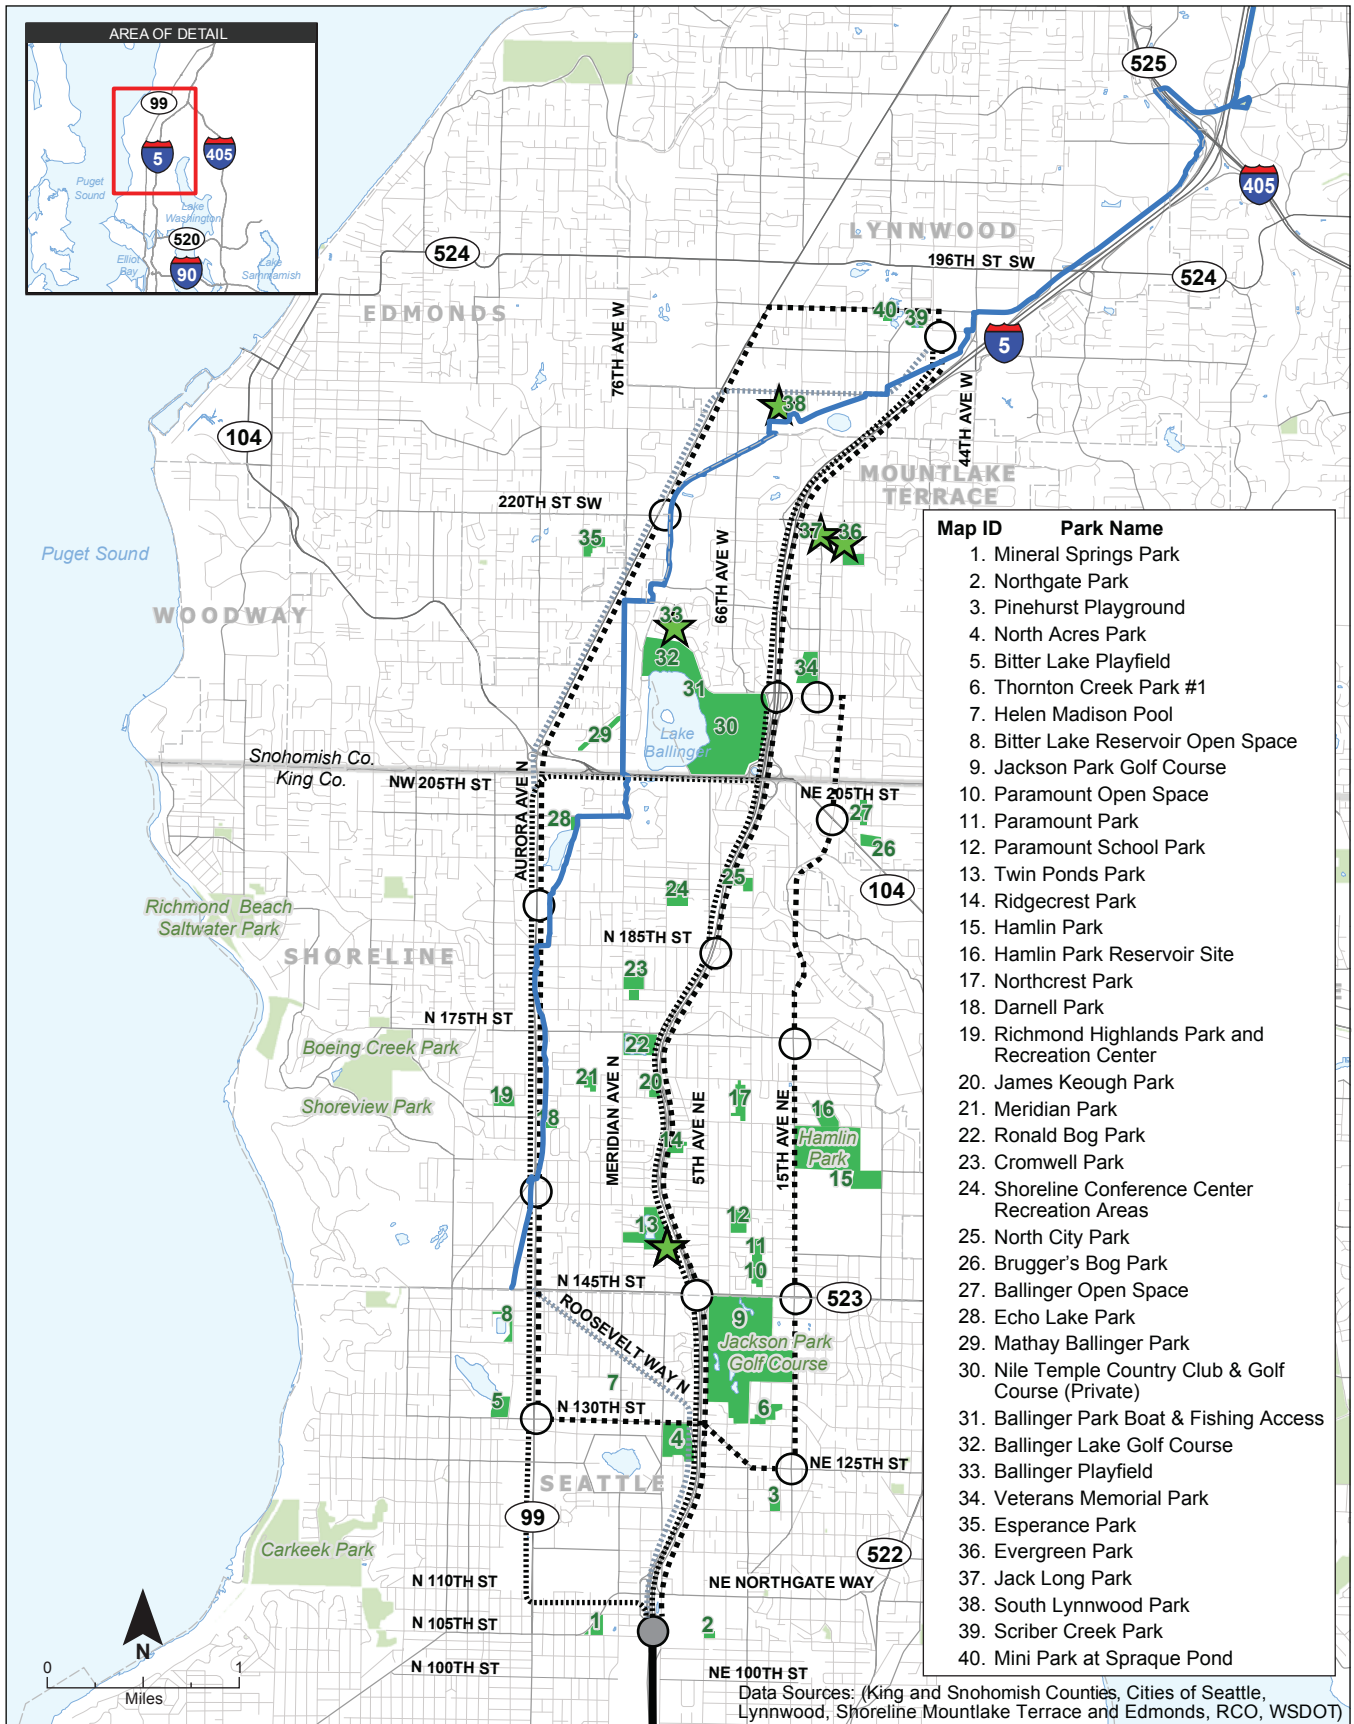 AREA OF DETAIL
99
5
405
Puget
Sound
Lake
Washington
520
Elliot
Bay
90
Lake
Sammamish
525
405
LYNNWOOD
524
196TH ST SW
524
EDMONDS
76TH AVE W
40
39
5
44TH AVE W
38
104
MOUNTLAKE
TERRACE
220TH ST SW
37
36
35
66TH AVE W
Puget Sound
WOODWAY
33
32
34
31
30
29
Lake
Ballinger
Snohomish Co.
King Co.
NW 205TH ST
NE 205TH ST
AURORA AVE N
28
27
26
25
24
104
Richmond Beach
Saltwater Park
N 185TH ST
SHORELINE
23
N 175TH ST
22
Boeing Creek Park
21
20
MERIDIAN AVE N
5TH AVE NE
15TH AVE NE
19
Shoreview Park
18
17
16
Hamlin
Park
15
14
13
12
11
10
N 145TH ST
523
8
ROOSEVELT WAY N
9
Jackson Park
Golf Course
7
5
N 130TH ST
6
4
NE 125TH ST
SEATTLE
3
99
522
Carkeek Park
N 110TH ST
NE NORTHGATE WAY
N 105TH ST
1
2
N 100TH ST
NE 100TH ST
N
0
1
Miles
Map ID Park Name
1. Mineral Springs Park
2. Northgate Park
3. Pinehurst Playground
4. North Acres Park
5. Bitter Lake Playfield
6. Thornton Creek Park #1
7. Helen Madison Pool
8. Bitter Lake Reservoir Open Space
9. Jackson Park Golf Course
10. Paramount Open Space
11. Paramount Park
12. Paramount School Park
13. Twin Ponds Park
14. Ridgecrest Park
15. Hamlin Park
16. Hamlin Park Reservoir Site
17. Northcrest Park
18. Darnell Park
19. Richmond Highlands Park and
Recreation Center
20. James Keough Park
21. Meridian Park
22. Ronald Bog Park
23. Cromwell Park
24. Shoreline Conference Center
Recreation Areas
25. North City Park
26. Brugger's Bog Park
27. Ballinger Open Space
28. Echo Lake Park
29. Mathay Ballinger Park
30. Nile Temple Country Club & Golf
Course (Private)
31. Ballinger Park Boat & Fishing Access
32. Ballinger Lake Golf Course
33. Ballinger Playfield
34. Veterans Memorial Park
35. Esperance Park
36. Evergreen Park
37. Jack Long Park
38. South Lynnwood Park
39. Scriber Creek Park
40. Mini Park at Spraque Pond
Data Sources: (King and Snohomish Counties, Cities of Seattle,
Lynnwood, Shoreline Mountlake Terrace and Edmonds, RCO, WSDOT)